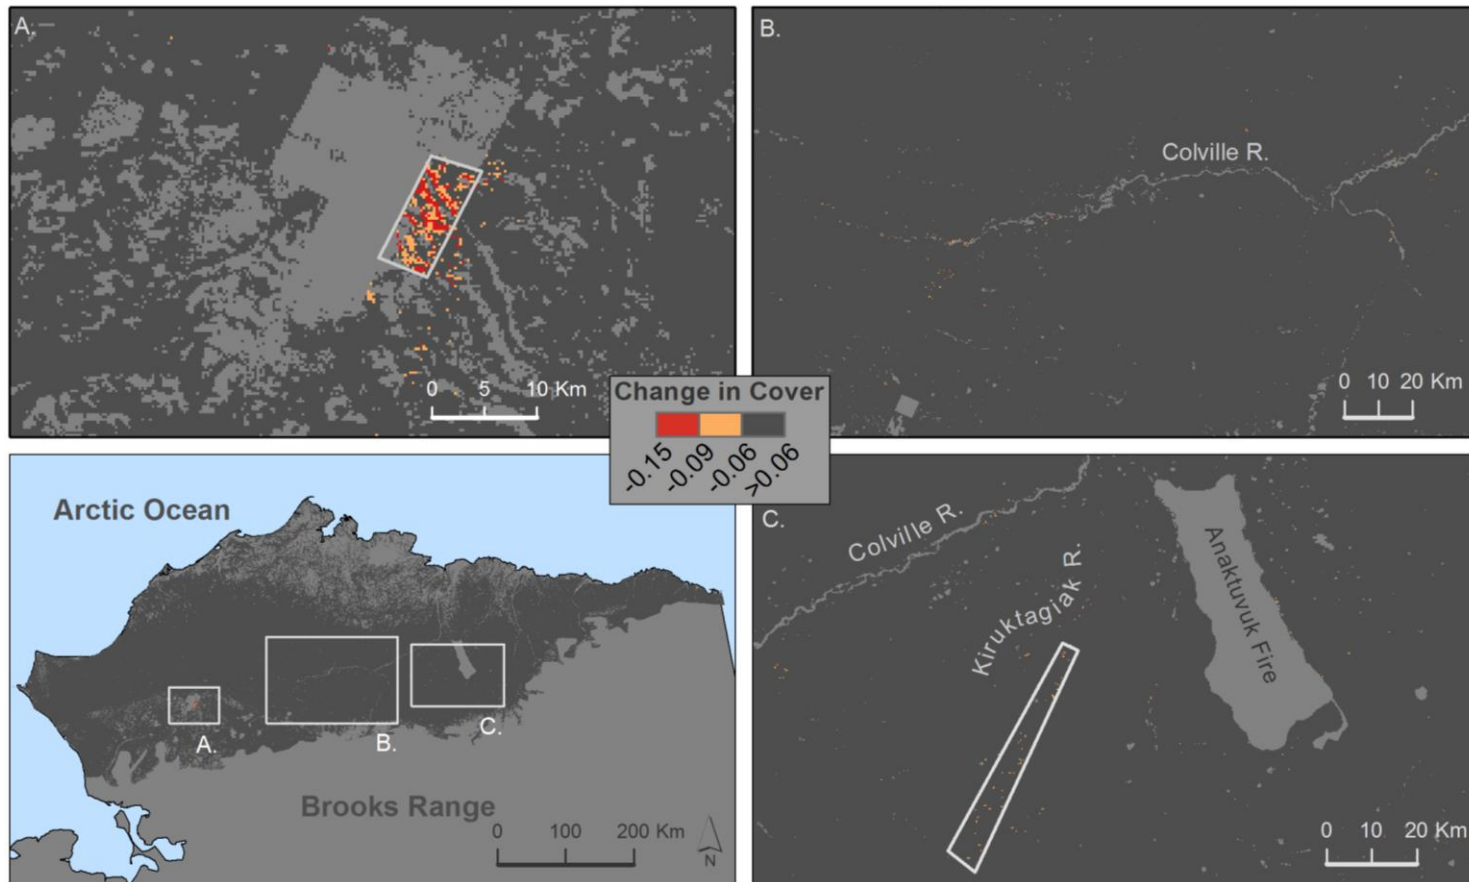 A.
0 5 10 Km
B.
Colville R.
0 10 20 Km
Change in Cover
-0.15 -0.09 -0.06 >0.06
Arctic Ocean
A.
B.
C.
Brooks Range
0 100 200 Km
N
C.
Colville R.
Kiruktagiak R.
Anaktuvuk Fire
0 10 20 Km